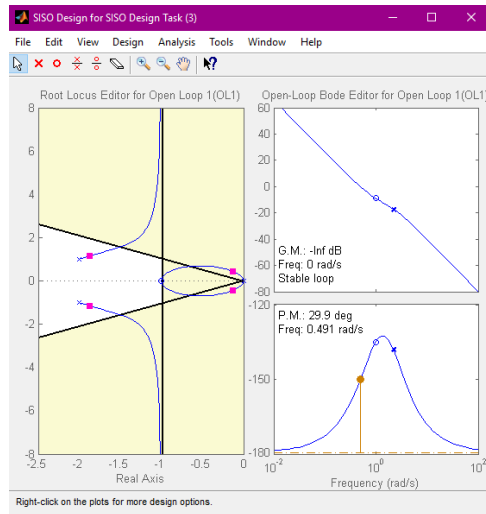 SISO Design for SISO Design Task (3)
File Edit View Design Analysis Tools Window Help
Root Locus Editor for Open Loop 1(OL1)
8
6
4
2
0
-2
-4
-6
-8
-2.5 -2 -1.5 -1 -0.5 0
Real Axis
Open-Loop Bode Editor for Open Loop 1(OL1)
60
40
20
0
-20
-40
-60
-80
G.M.: -Inf dB
Freq: 0 rad/s
Stable loop
-120
-150
-180
P.M.: 29.9 deg
Freq: 0.491 rad/s
10^-2 10^0 10^2
Frequency (rad/s)
Right-click on the plots for more design options.